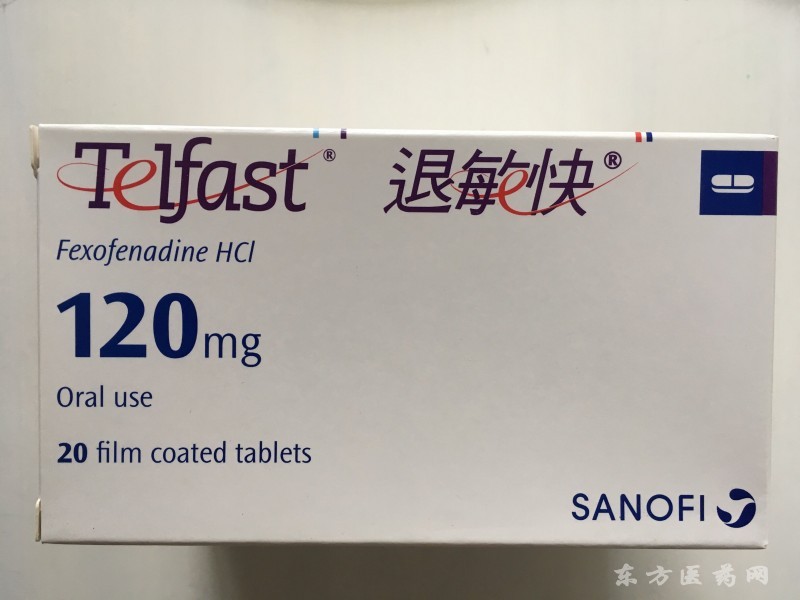 Telfast® 退敏快®
Fexofenadine HCl
120mg
Oral use
20 film coated tablets
SANOFI
东方医药网